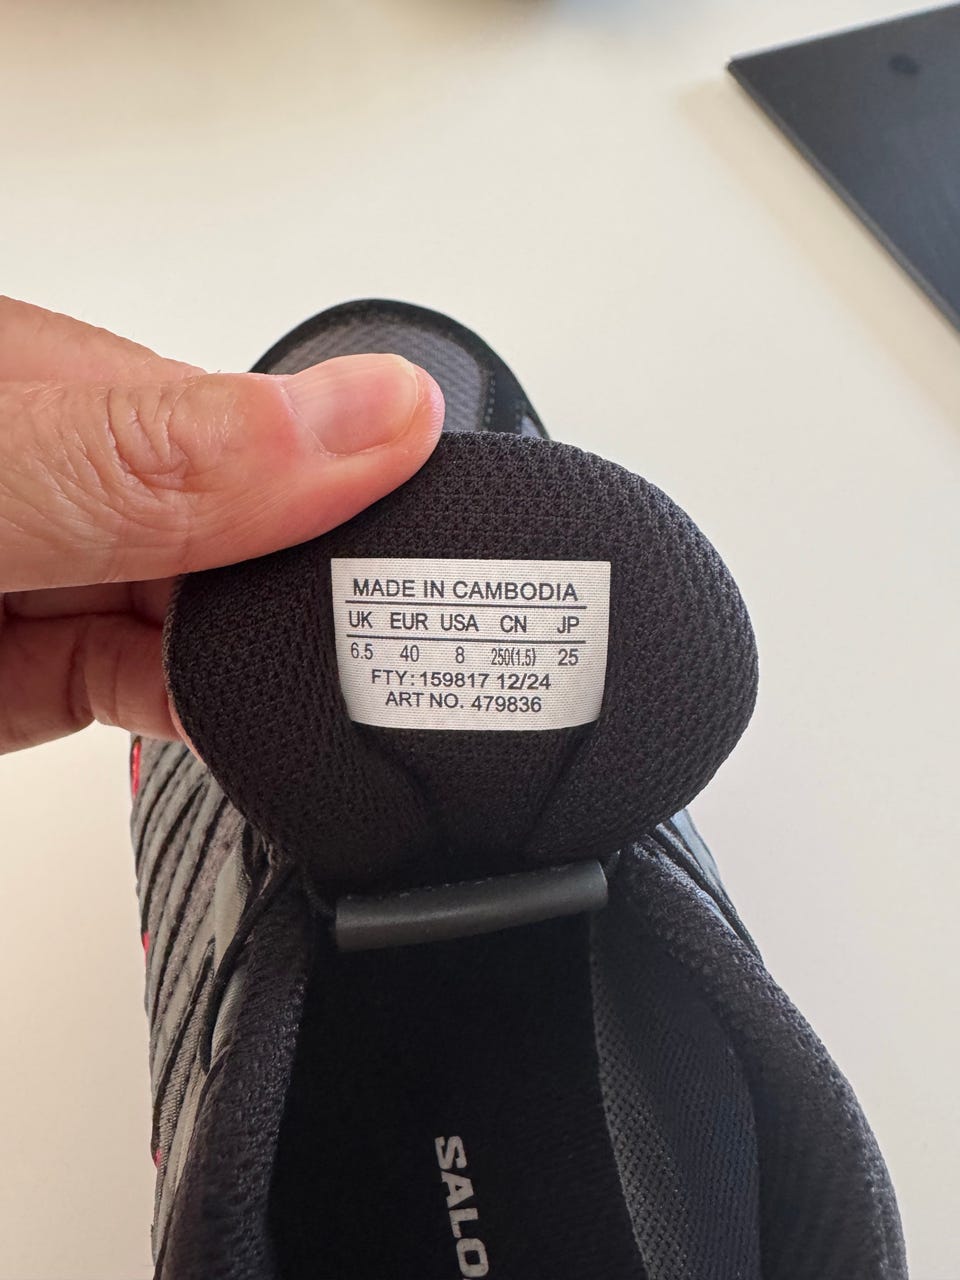 MADE IN CAMBODIA
UK EUR USA CN JP
6.5 40 8 250(1.5) 25
FTY: 159817 12/24
ART NO. 479836
SALO